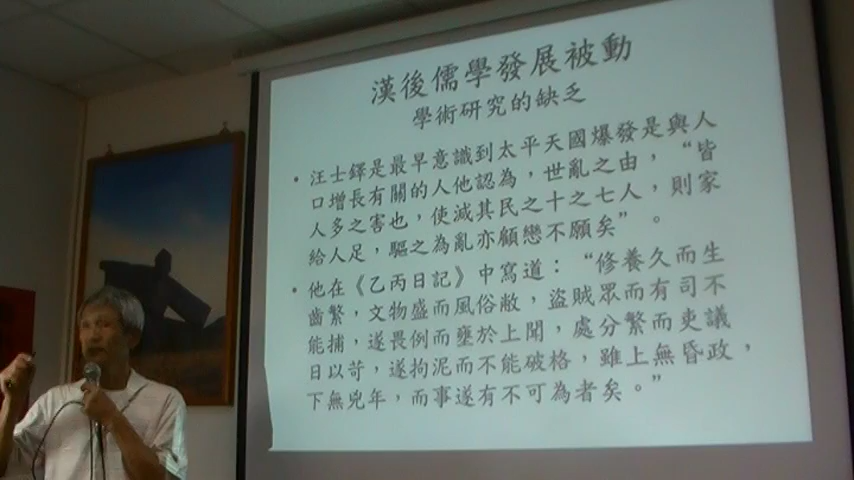 漢後儒學發展被動
學術研究的缺乏
• 汪士鐸是最早意識到太平天國爆發是與人
口增長有關的人他認為，世亂之由，“皆
人多之害也，使減其民之十之七人，則家
給人足，驅之為亂亦顧戀不願矣”。
• 他在《乙丙日記》中寫道：“修養久而生
齒繁，文物盛而風俗敝，盜賊眾而有司不
能捕，遂畏例而壅於上聞，處分繁而吏議
日以苛，遂拘泥而不能破格，雖上無昏政，
下無兇年，而事遂有不可為者矣。”